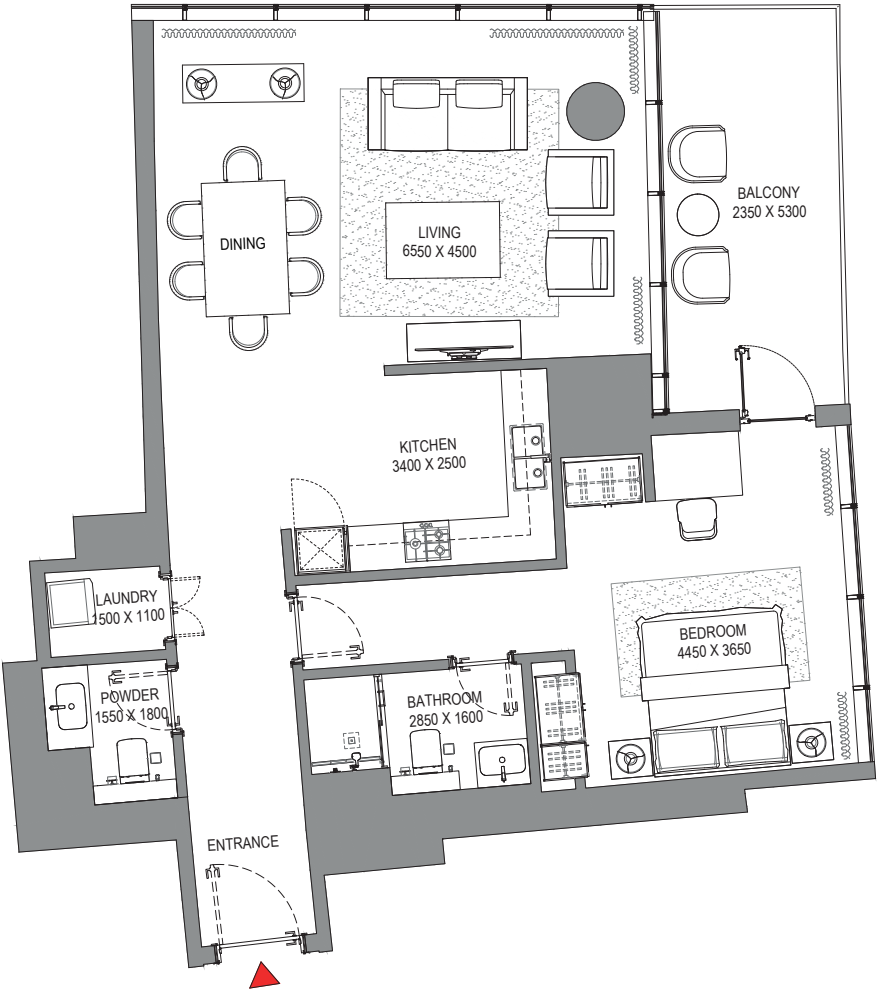 BALCONY
2350 X 5300
LIVING
6550 X 4500
DINING
KITCHEN
3400 X 2500
LAUNDRY
1500 X 1100
BEDROOM
4450 X 3650
POWDER
1550 X 1800
BATHROOM
2850 X 1600
ENTRANCE